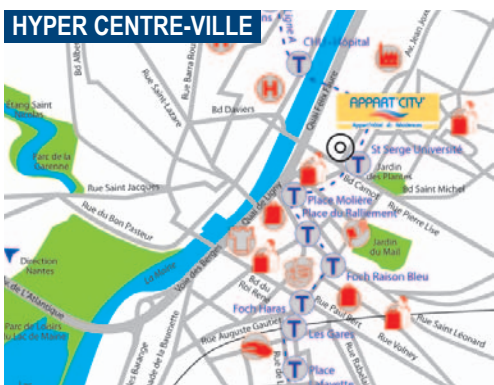 HYPER CENTRE-VILLE
Ligne A
CHU - Hôpital
Av. Jean Joxé
Rue Barra
Rue Saint-Lazare
Quai Félix Faure
H
T
Bd Daviers
APPART'CITY
Étang Saint
Nicolas
St Serge Université
Parc de la
Garenne
Jardin
des Plantes
Bd Carnot
Bd Saint Michel
Rue Saint Jacques
Quai de Ligny
Place Molière
Rue Pierre Lise
Rue du Bon Pasteur
Place du Ralliement
Jardin
du Mail
Direction
Nantes
La Maine
Voie des Berges
Foch Raison Bleu
de L'Atlantique
Bd du
Roi René
Foch Haras
Rue Paul Bert
Rue Saint Léonard
Parc de Loisirs
du Lac de Maine
Rue Auguste Gautier
Les Gares
Rue Volney
Place